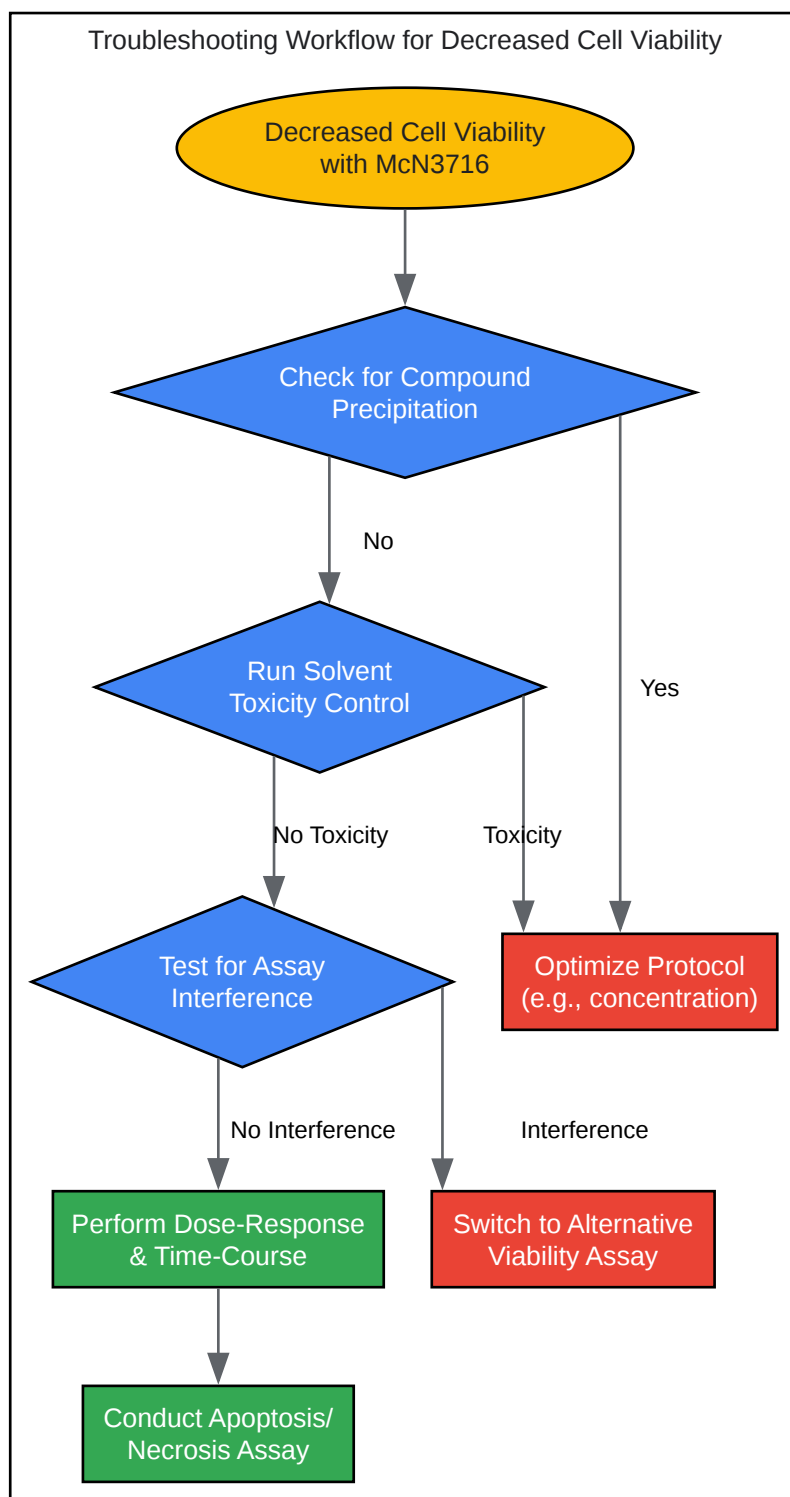 Troubleshooting Workflow for Decreased Cell Viability
Decreased Cell Viability
with McN3716
Check for Compound
Precipitation
No
Run Solvent
Toxicity Control
Yes
No Toxicity
Toxicity
Test for Assay
Interference
Optimize Protocol
(e.g., concentration)
No Interference
Interference
Perform Dose-Response
& Time-Course
Switch to Alternative
Viability Assay
Conduct Apoptosis/
Necrosis Assay